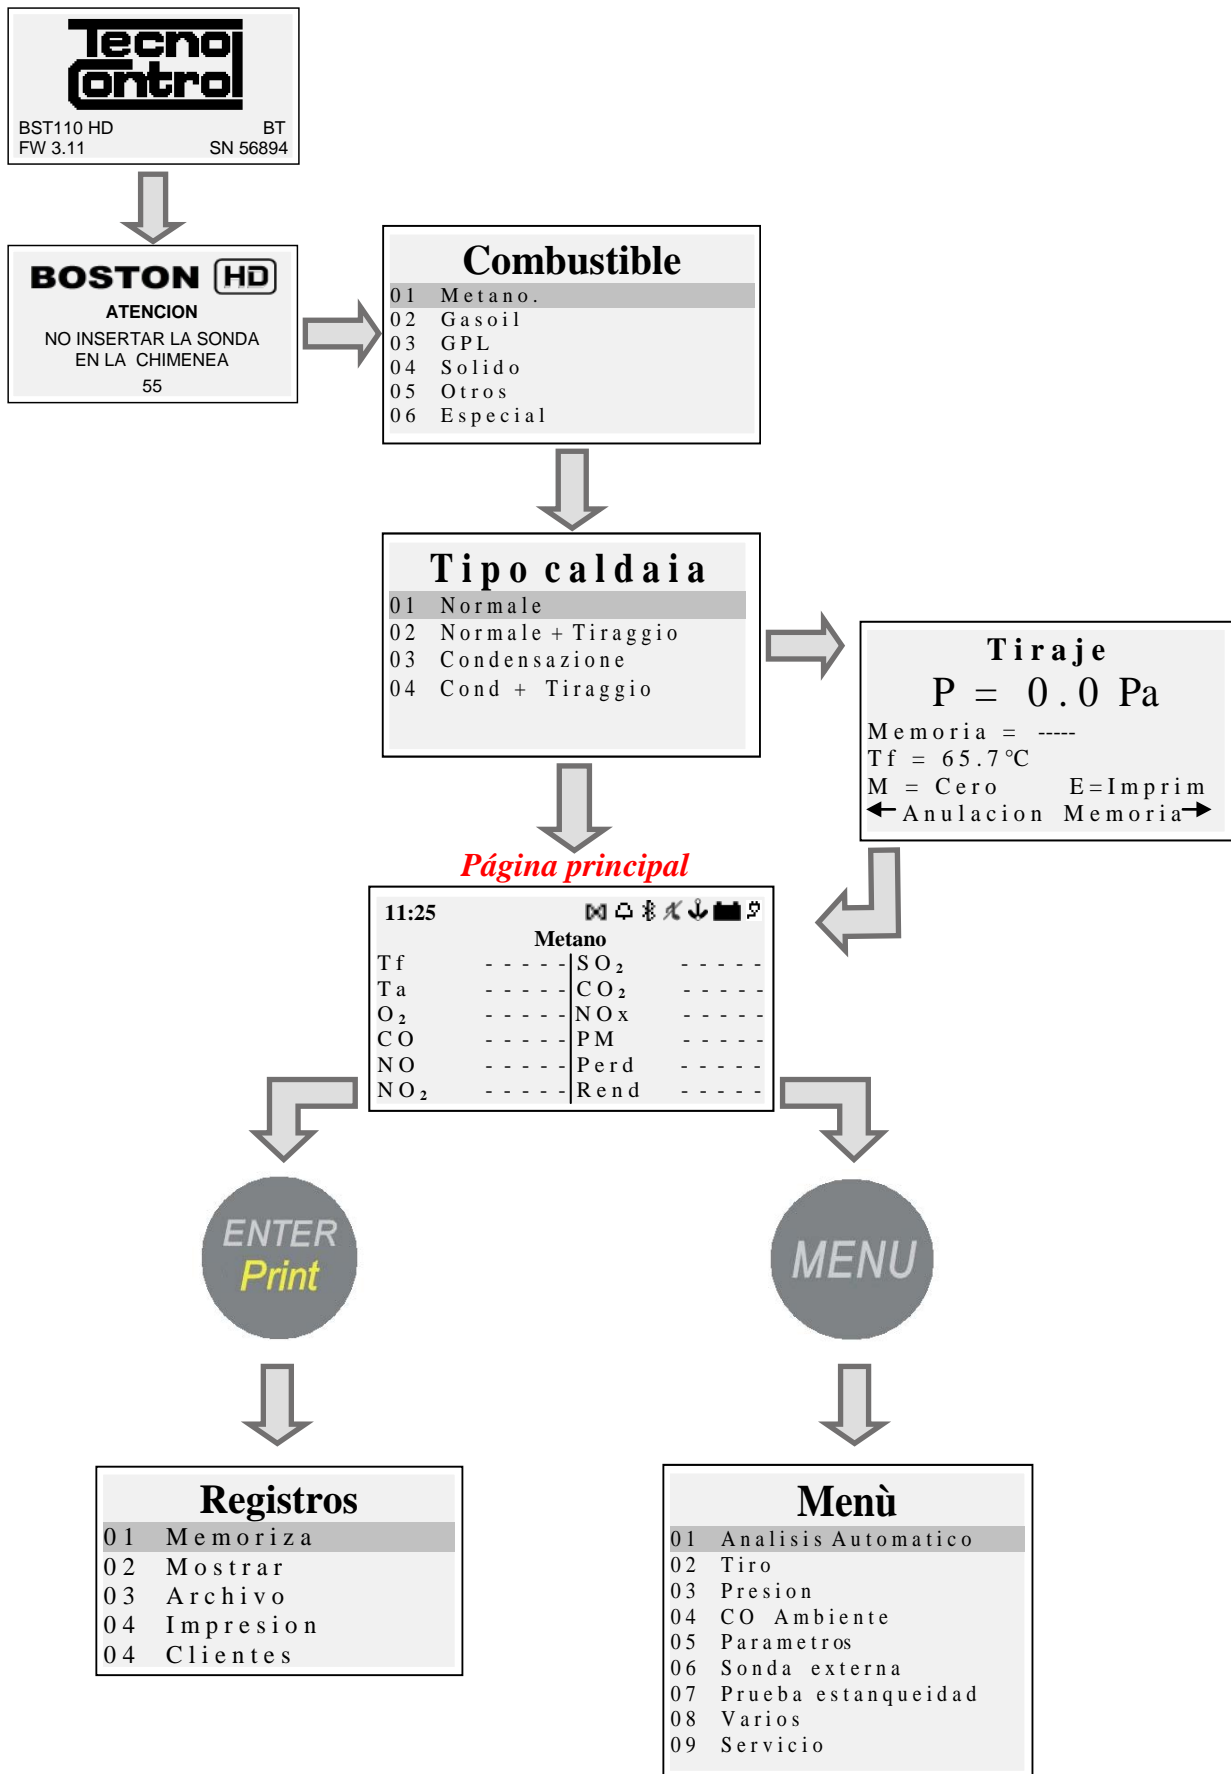 Tecno
Control
BST110 HD BT
FW 3.11 SN 56894
BOSTON HD
ATENCION
NO INSERTAR LA SONDA
EN LA CHIMENEA
55
Combustible
01 Metano.
02 Gasoil
03 GPL
04 Solido
05 Otros
06 Especial
Tipo caldaia
01 Normale
02 Normale + Tiraggio
03 Condensazione
04 Cond + Tiraggio
Tiraje
P = 0.0 Pa
Memoria = -----
Tf = 65.7°C
M = Cero E=Imprim
←Anulacion Memoria→
Página principal
11:25
Metano
Tf ----- SO₂ -----
Ta ----- CO₂ -----
O₂ ----- NOx -----
CO ----- PM -----
NO ----- Perd -----
NO₂ ----- Rend -----
ENTER
Print
MENU
Registros
01 Memoriza
02 Mostrar
03 Archivo
04 Impresion
04 Clientes
Menù
01 Analisis Automatico
02 Tiro
03 Presion
04 CO Ambiente
05 Parametros
06 Sonda externa
07 Prueba estanqueidad
08 Varios
09 Servicio